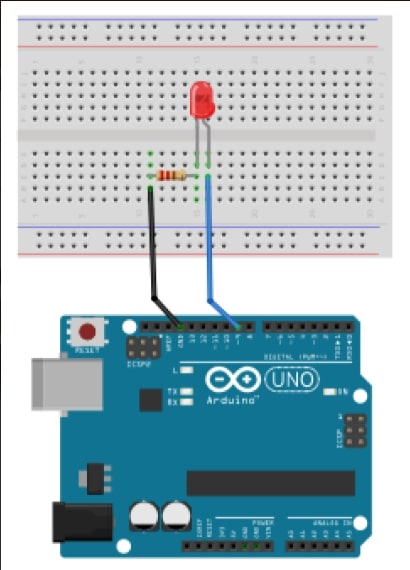 RESET
AREF
GND
13
12
~11
~10
~9
8
7
~6
~5
4
~3
2
TX▸1
RX◂0
DIGITAL (PWM~)
ICSP2
L
TX
RX
UNO
Arduino™
ON
ICSP
POWER
ANALOG IN
IOREF
RESET
3V3
5V
GND
GND
VIN
A0
A1
A2
A3
A4
A5